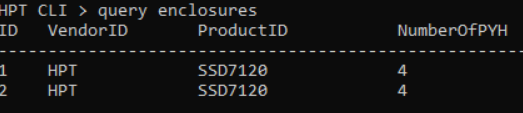 HPT CLI > query enclosures
ID VendorID ProductID NumberOfPYH
-------------------------------------------------------------
1 HPT SSD7120 4
2 HPT SSD7120 4